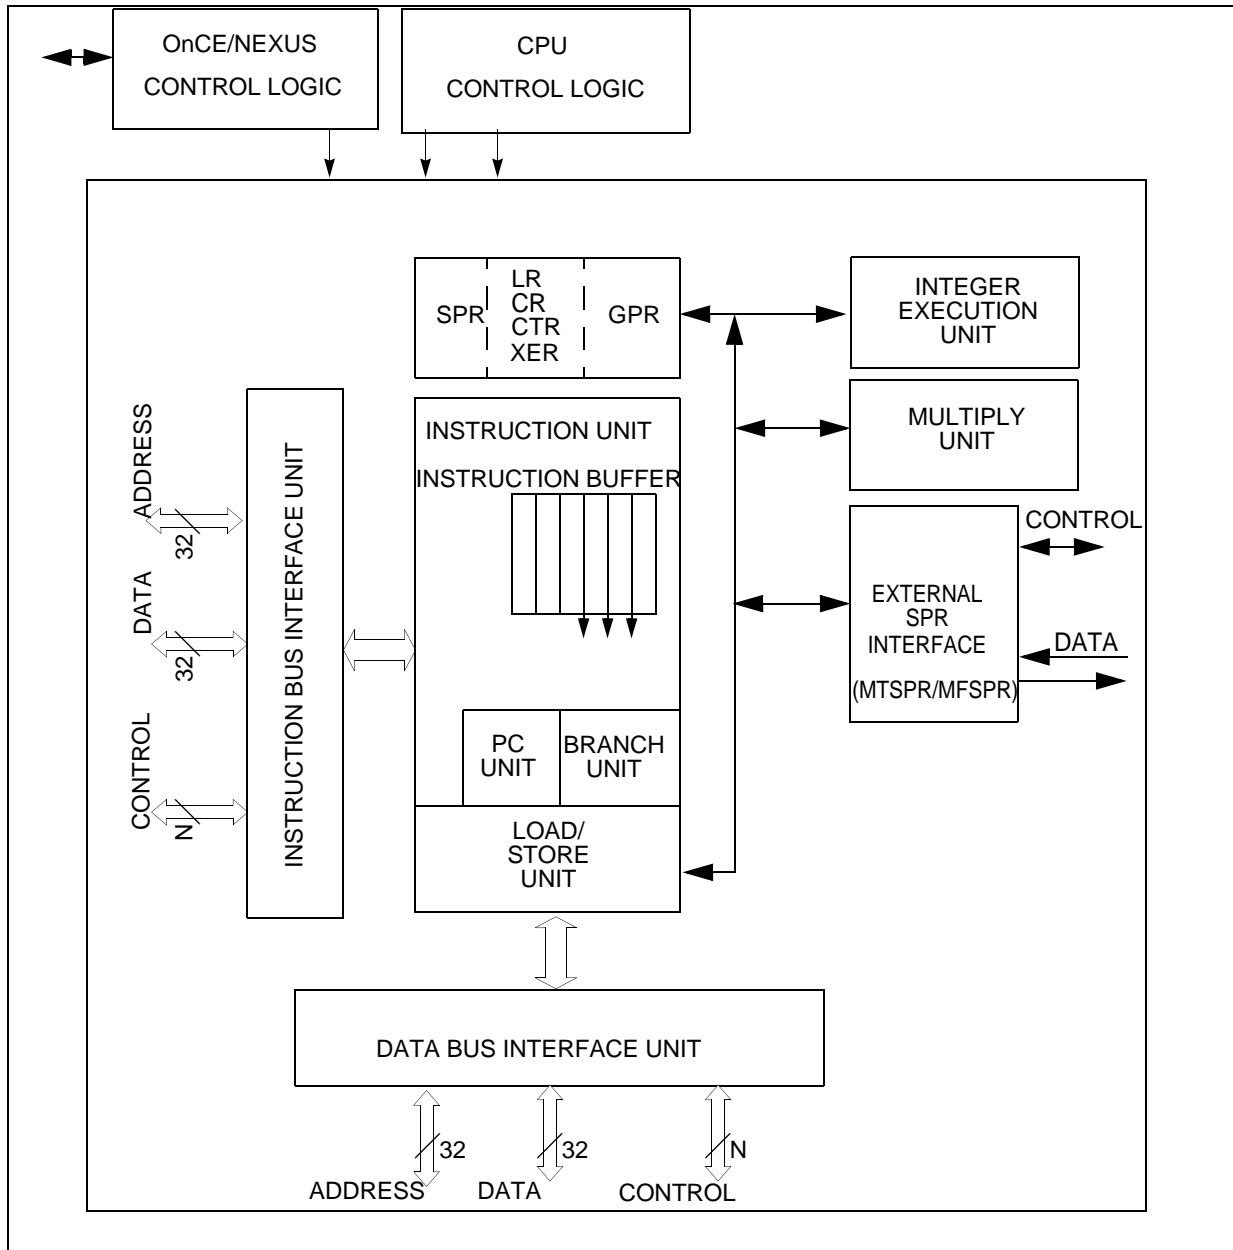 OnCE/NEXUS
CONTROL LOGIC
CPU
CONTROL LOGIC
SPR
LR
CR
CTR
XER
GPR
INTEGER
EXECUTION
UNIT
MULTIPLY
UNIT
INSTRUCTION UNIT
INSTRUCTION BUFFER
ADDRESS
32
DATA
32
CONTROL
N
INSTRUCTION BUS INTERFACE UNIT
CONTROL
EXTERNAL
SPR
INTERFACE
(MTSPR/MFSPR)
DATA
PC
UNIT
BRANCH
UNIT
LOAD/
STORE
UNIT
DATA BUS INTERFACE UNIT
32
32
N
ADDRESS
DATA
CONTROL